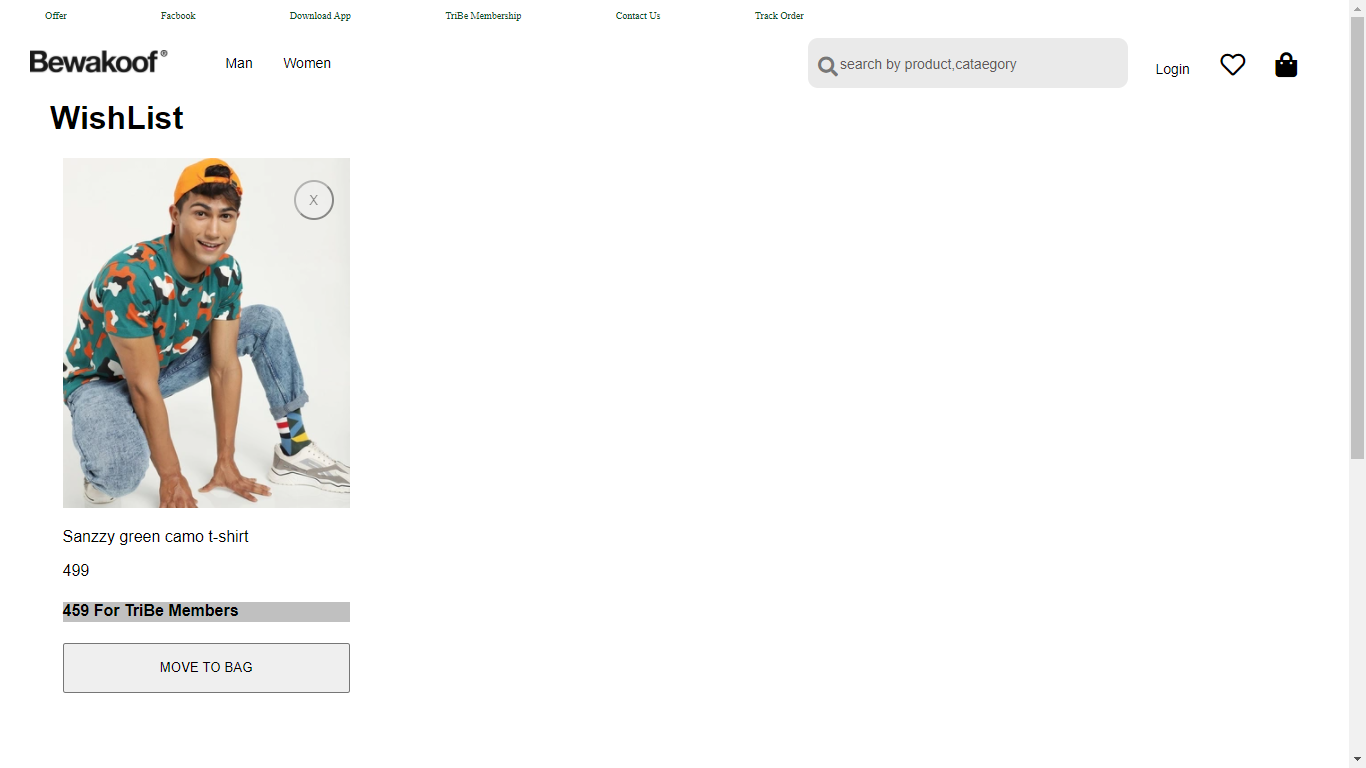 Offer Facbook Download App TriBe Membership Contact Us Track Order
Bewakoof® Man Women search by product,cataegory Login
WishList
X
Sanzzy green camo t-shirt
499
459 For TriBe Members
MOVE TO BAG